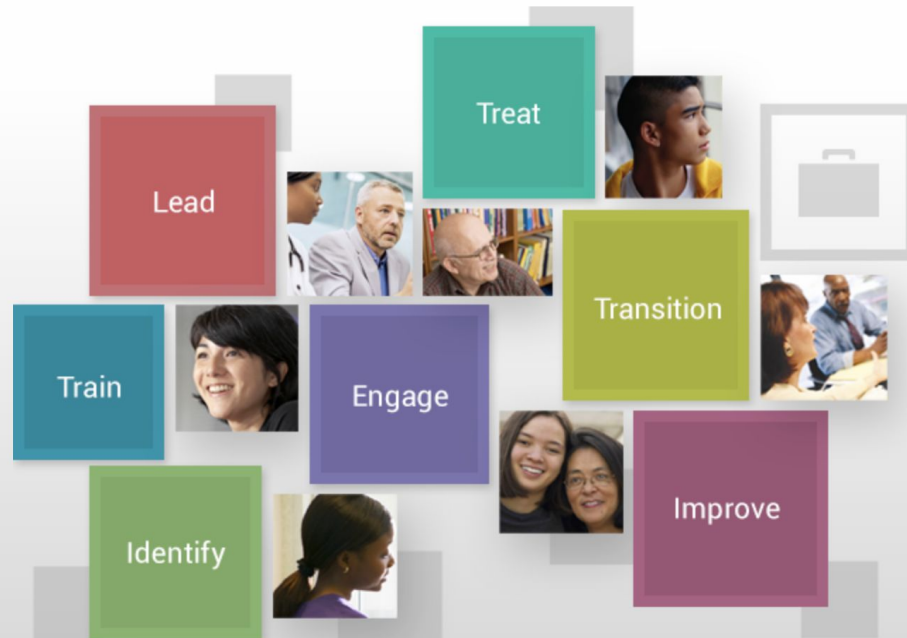 Lead
Treat
Transition
Train
Engage
Identify
Improve